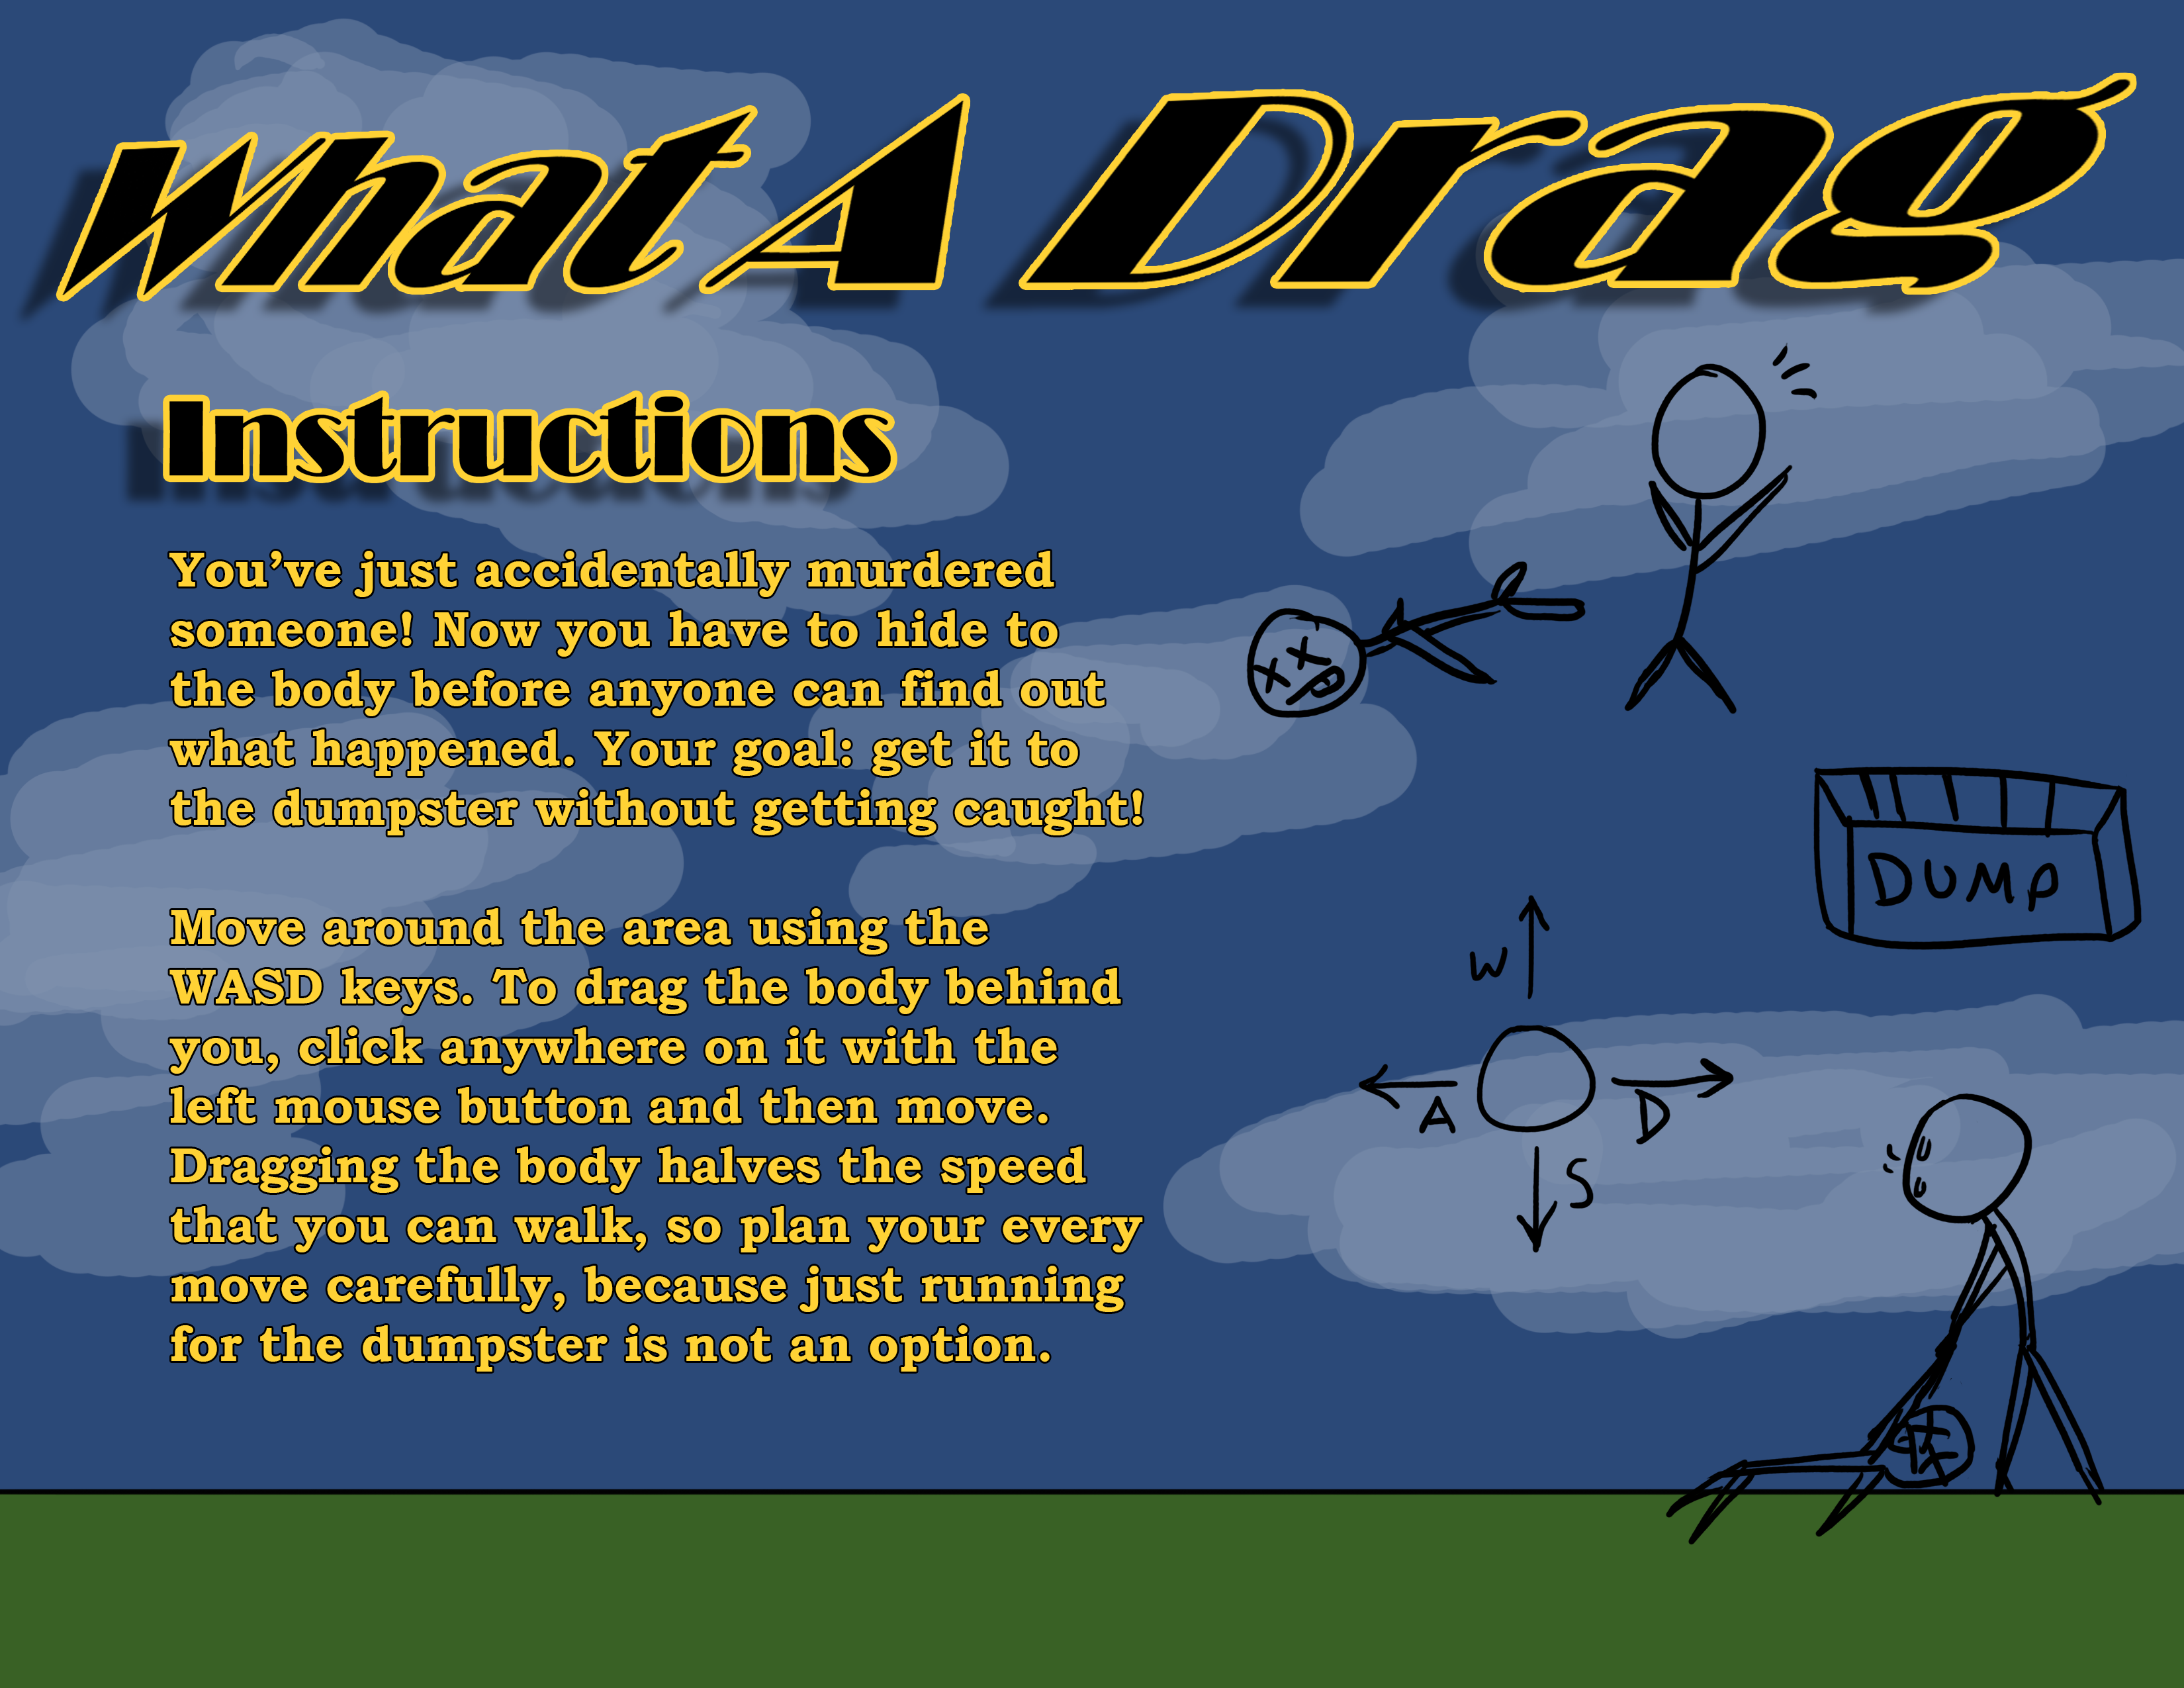 What A Drag
Instructions
You've just accidentally murdered
someone! Now you have to hide to
the body before anyone can find out
what happened. Your goal: get it to
the dumpster without getting caught!
Move around the area using the
WASD keys. To drag the body behind
you, click anywhere on it with the
left mouse button and then move.
Dragging the body halves the speed
that you can walk, so plan your every
move carefully, because just running
for the dumpster is not an option.
DUMP
W
A
D
S